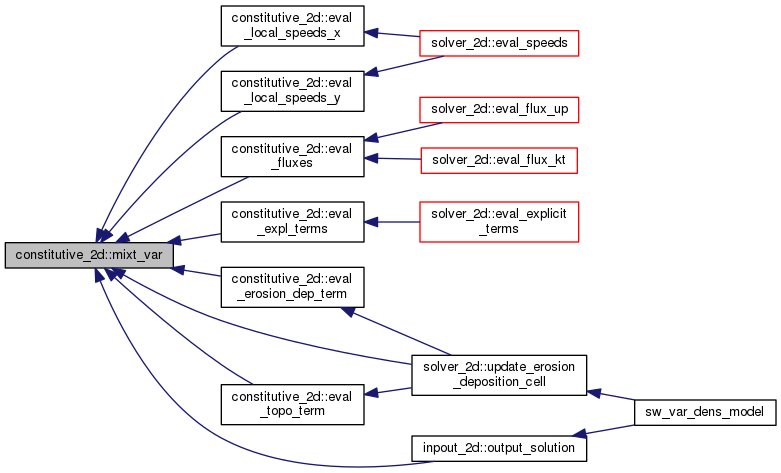 constitutive_2d::eval
_local_speeds_x
solver_2d::eval_speeds
constitutive_2d::eval
_local_speeds_y
solver_2d::eval_flux_up
constitutive_2d::eval
_fluxes
solver_2d::eval_flux_kt
constitutive_2d::eval
_expl_terms
solver_2d::eval_explicit
_terms
constitutive_2d::mixt_var
constitutive_2d::eval
_erosion_dep_term
solver_2d::update_erosion
_deposition_cell
constitutive_2d::eval
_topo_term
sw_var_dens_model
inpout_2d::output_solution